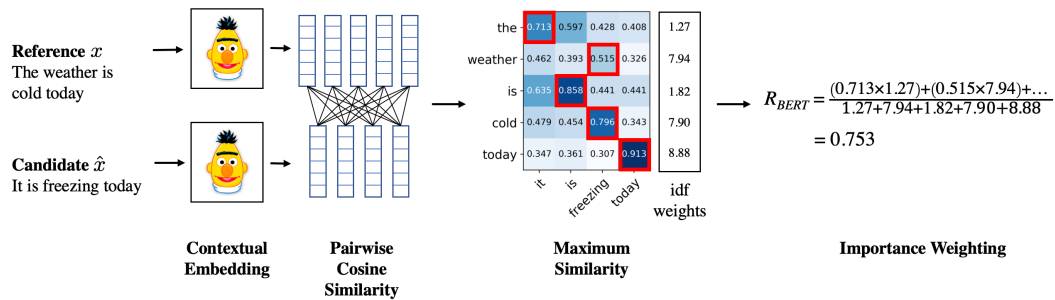 Reference x
The weather is
cold today
Candidate x̂
It is freezing today
Contextual
Embedding
Pairwise
Cosine
Similarity
the 0.713 0.597 0.428 0.408 1.27
weather 0.462 0.393 0.515 0.326 7.94
is 0.635 0.858 0.441 0.441 1.82
cold 0.479 0.454 0.796 0.343 7.90
today 0.347 0.361 0.307 0.913 8.88
it is freezing today
idf
weights
Maximum
Similarity
R_BERT = (0.713×1.27)+(0.515×7.94)+...
1.27+7.94+1.82+7.90+8.88
= 0.753
Importance Weighting